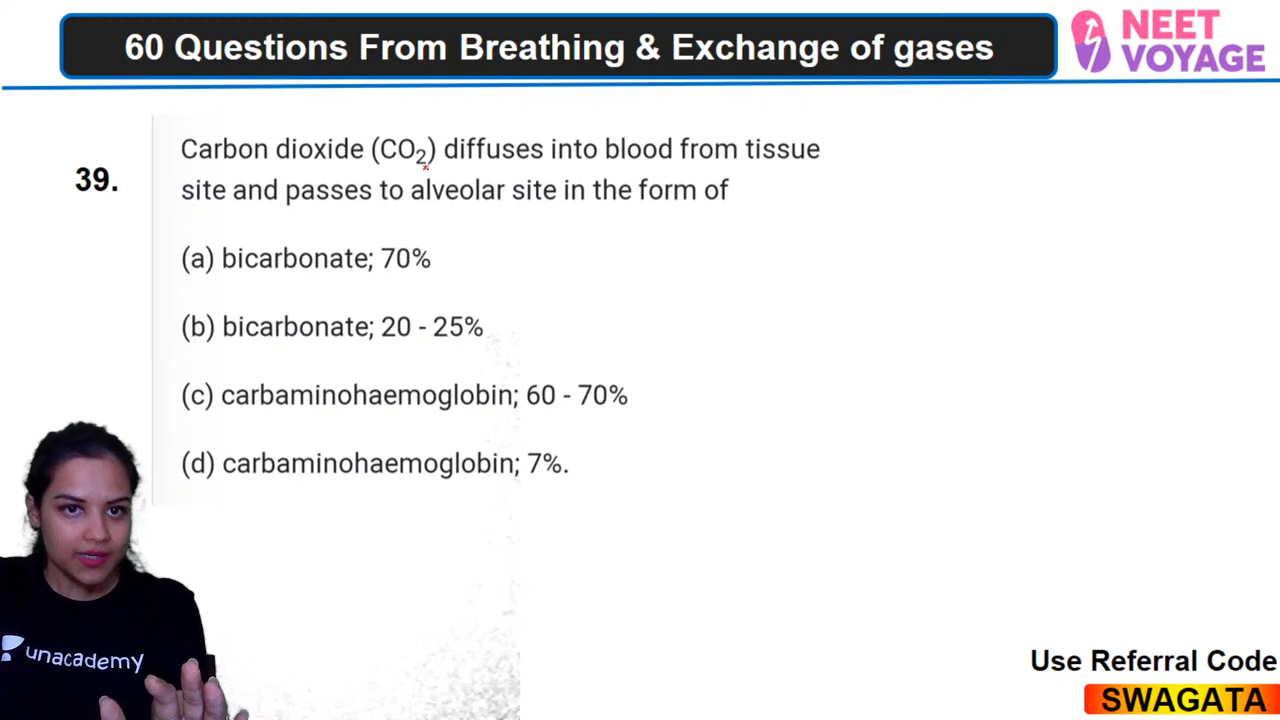 60 Questions From Breathing & Exchange of gases
NEET
VOYAGE
39.
Carbon dioxide (CO₂) diffuses into blood from tissue
site and passes to alveolar site in the form of
(a) bicarbonate; 70%
(b) bicarbonate; 20 - 25%
(c) carbaminohaemoglobin; 60 - 70%
(d) carbaminohaemoglobin; 7%.
unacademy
Use Referral Code
SWAGATA